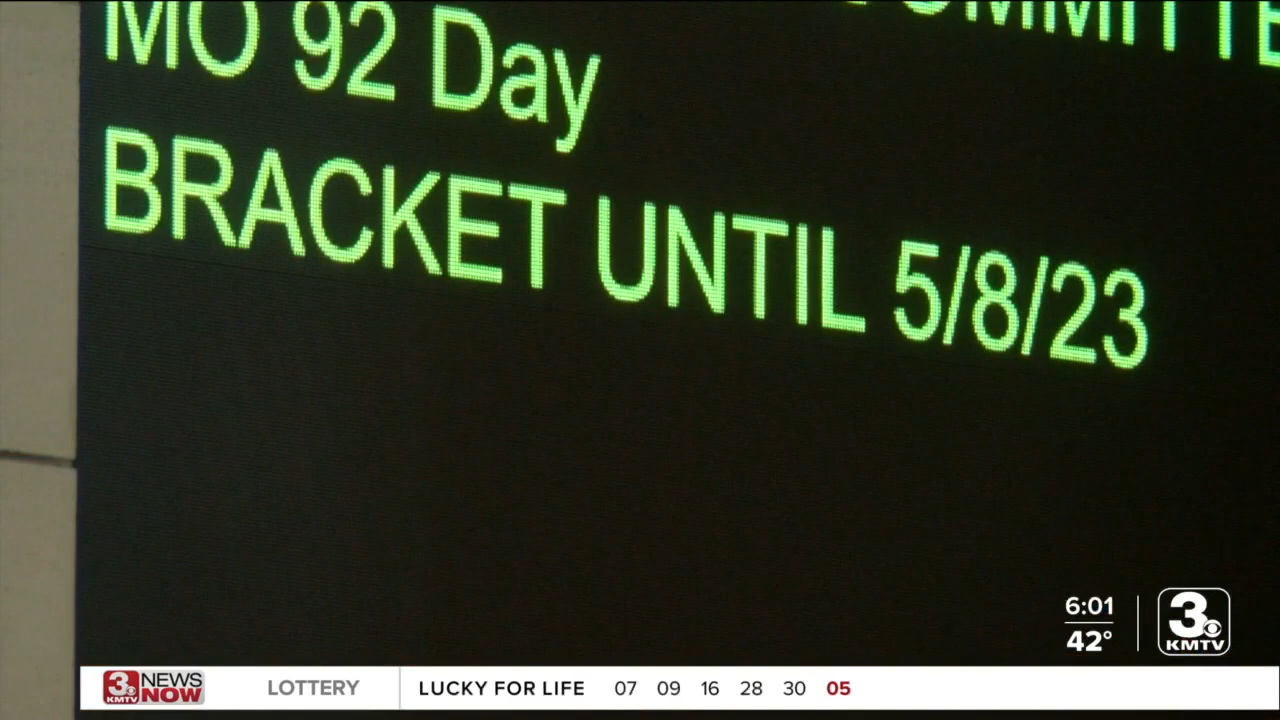 MO 92 Day
BRACKET UNTIL 5/8/23
6:01
42°
3
KMTV
3 NEWS
KMTV NOW
LOTTERY
LUCKY FOR LIFE 07 09 16 28 30 05